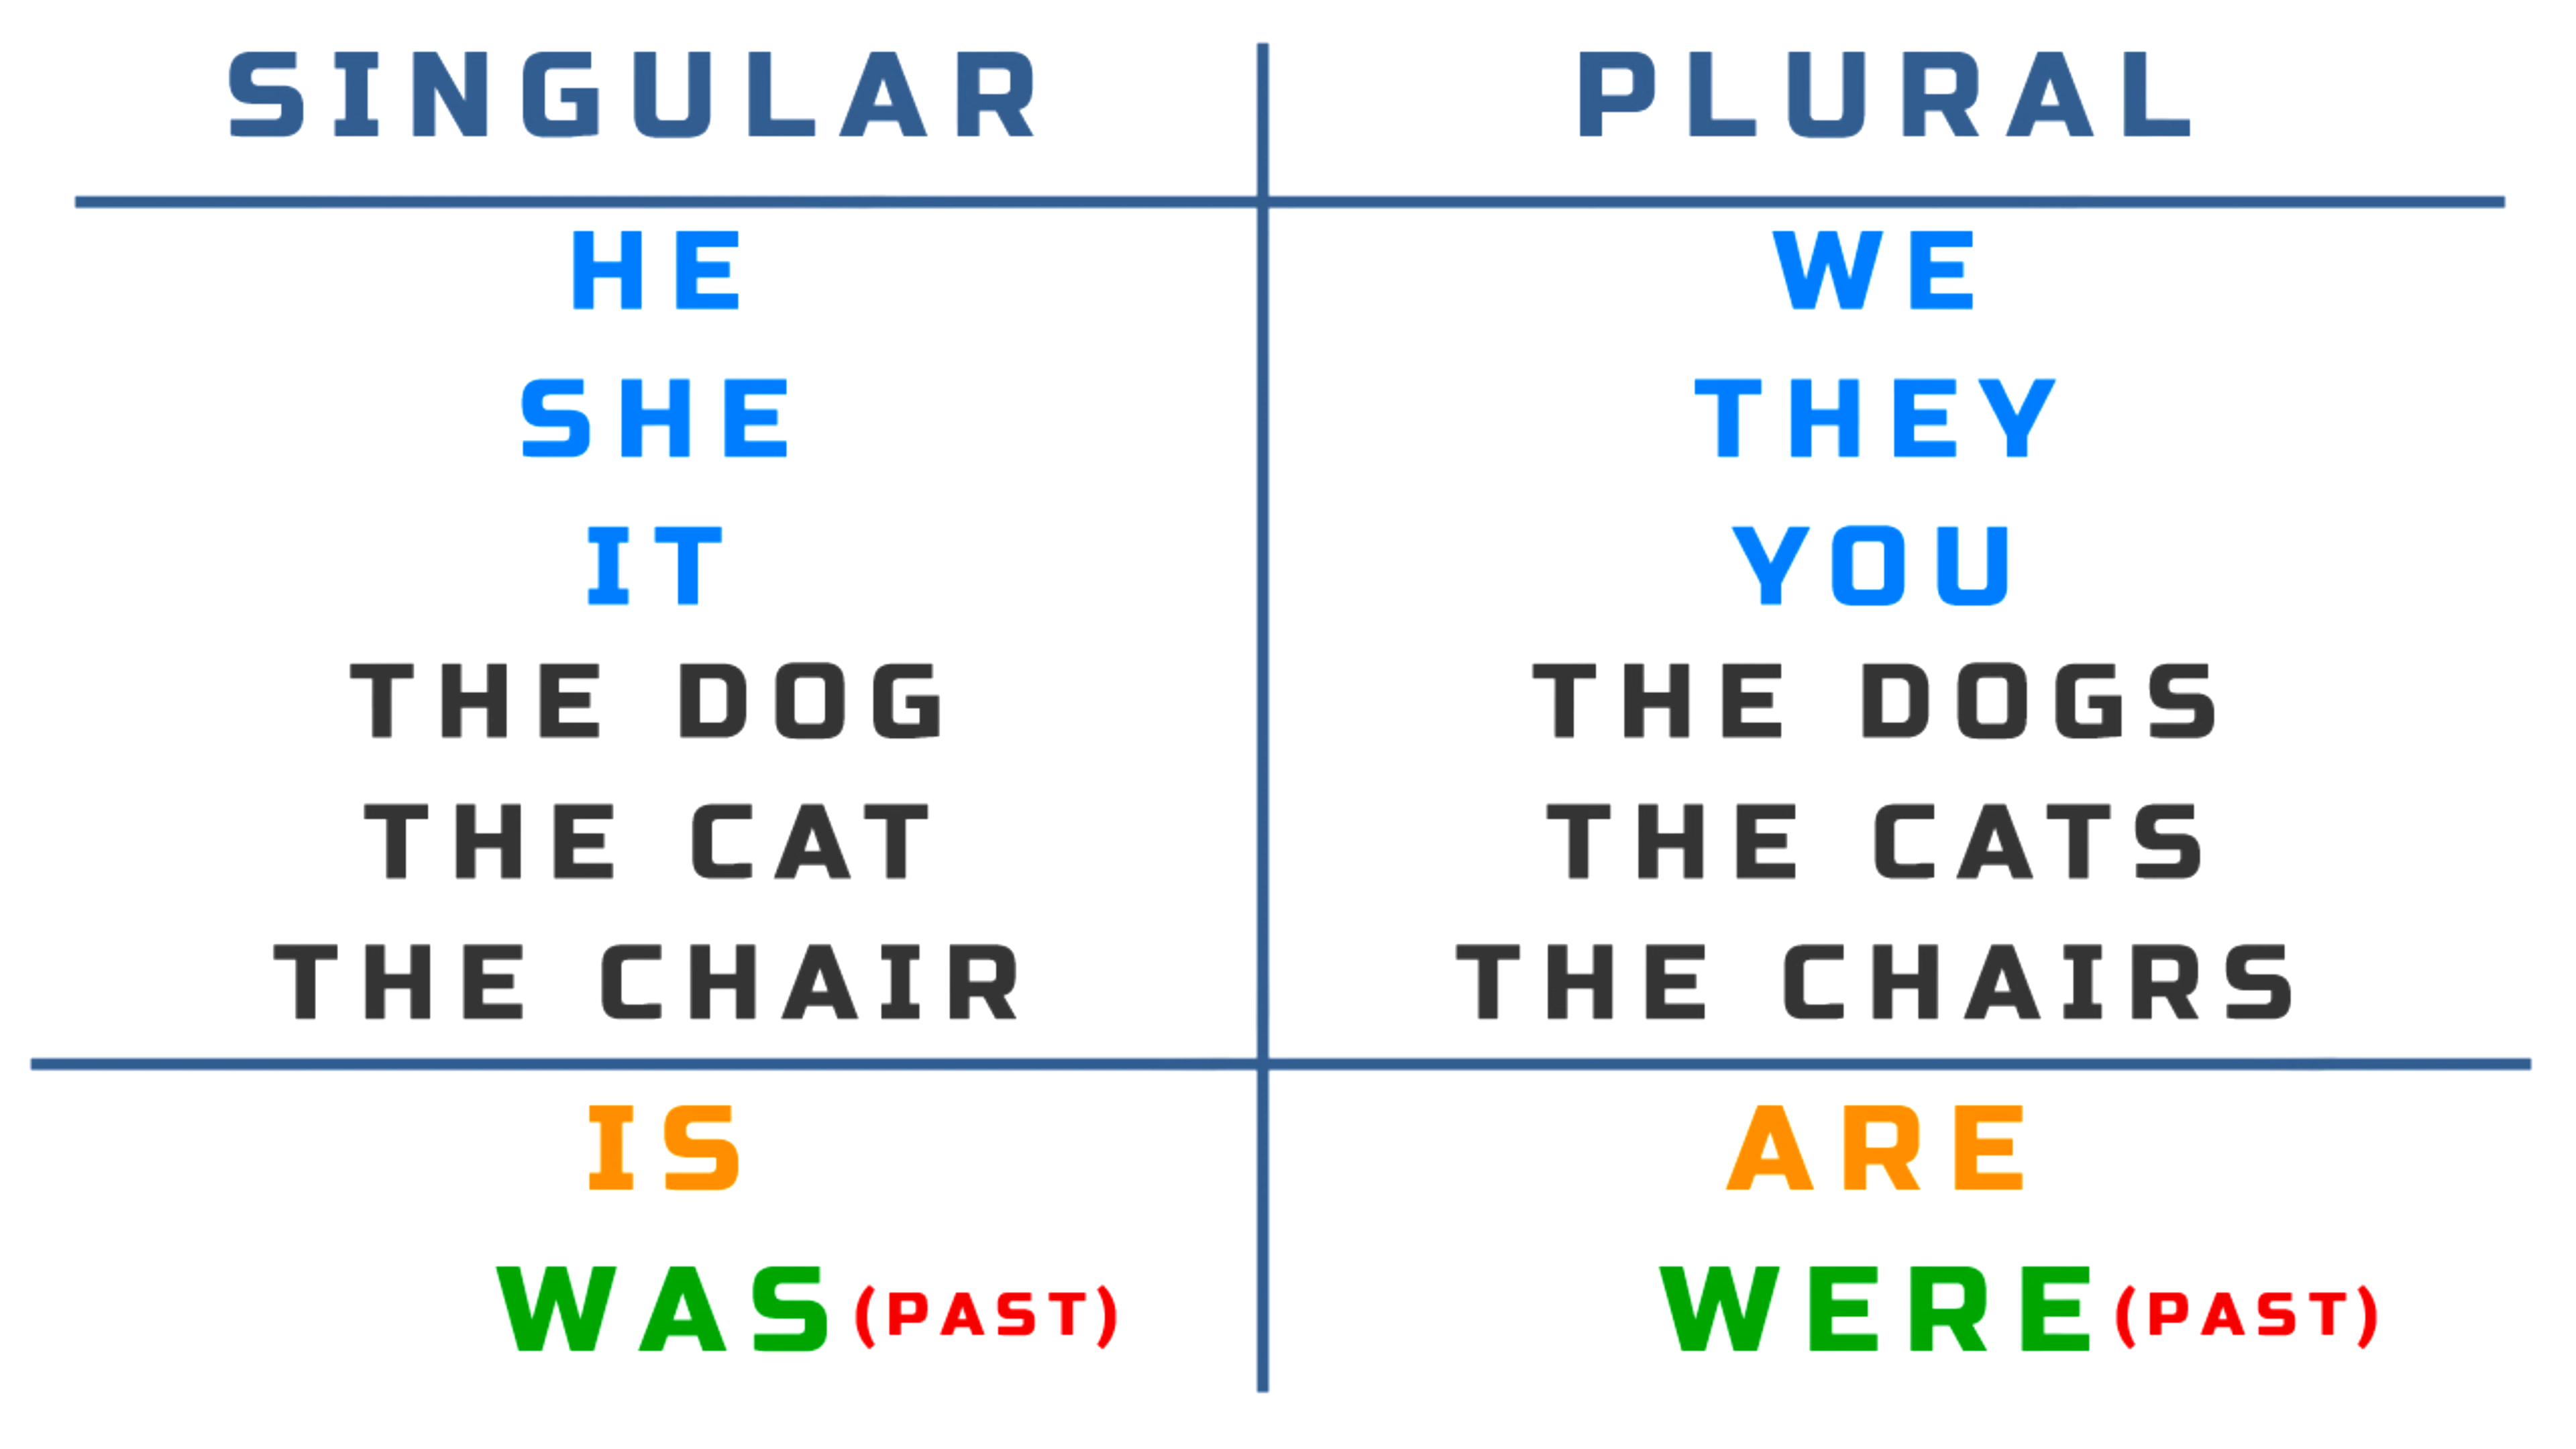 SINGULAR PLURAL
HE WE
SHE THEY
IT YOU
THE DOG THE DOGS
THE CAT THE CATS
THE CHAIR THE CHAIRS
IS ARE
WAS (PAST) WERE (PAST)